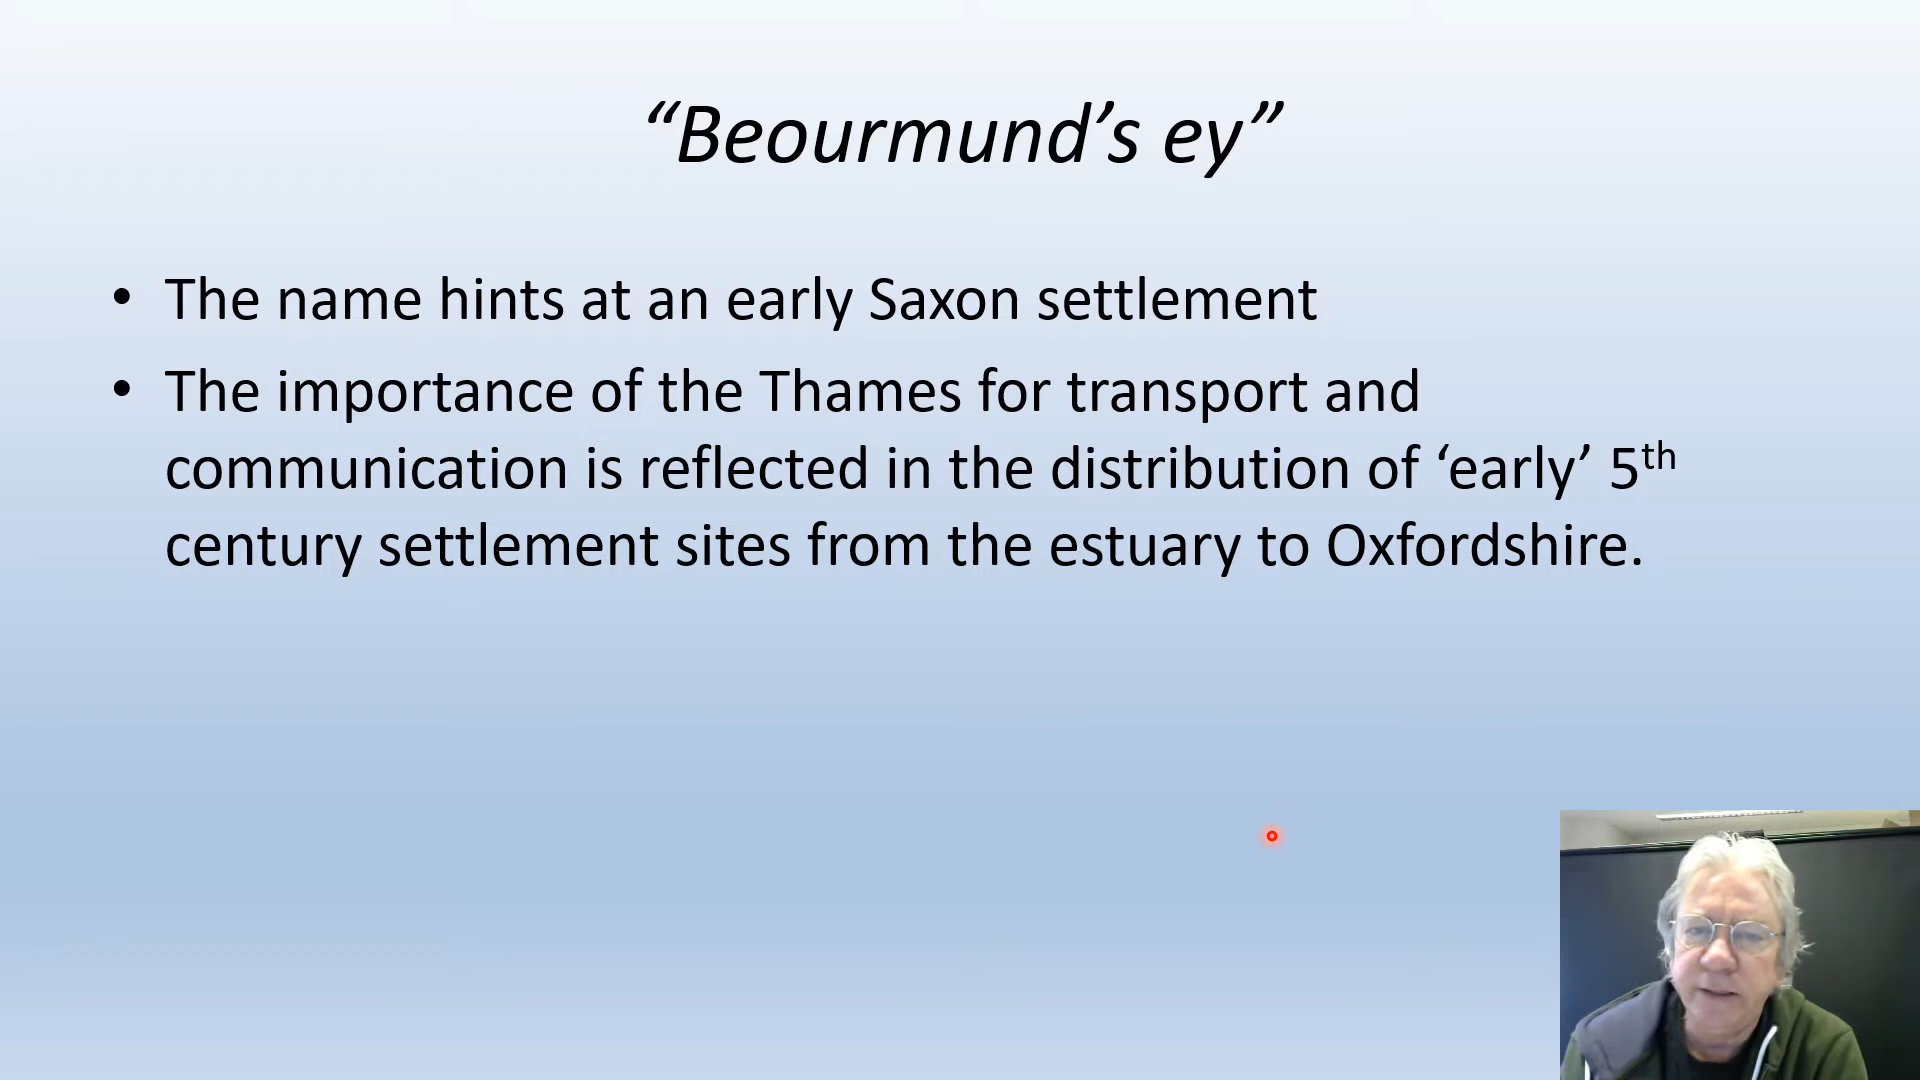 “Beourmund’s ey”
• The name hints at an early Saxon settlement
• The importance of the Thames for transport and
communication is reflected in the distribution of ‘early’ 5th
century settlement sites from the estuary to Oxfordshire.